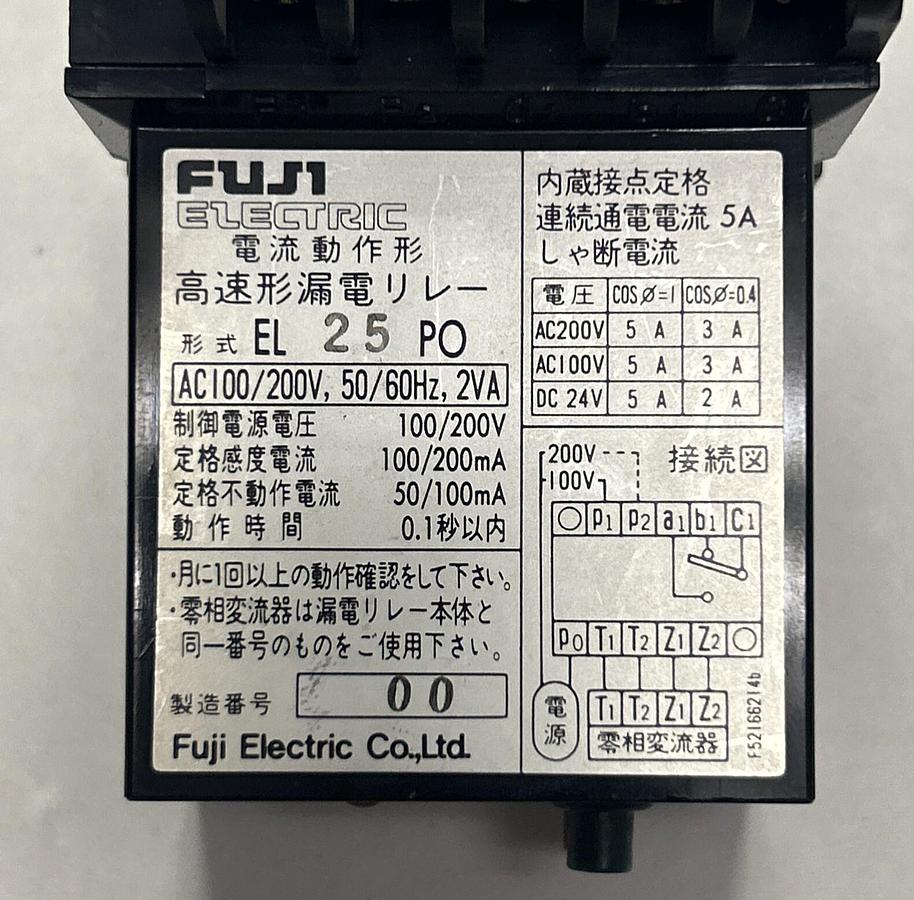 FUJI
ELECTRIC
電流動作形
高速形漏電リレー
形式 EL 25 PO
AC100/200V, 50/60Hz, 2VA
制御電源電圧 100/200V
定格感度電流 100/200mA
定格不動作電流 50/100mA
動作時間 0.1秒以内
・月に1回以上の動作確認をして下さい。
・零相変流器は漏電リレー本体と
同一番号のものをご使用下さい。
製造番号 00
Fuji Electric Co.,Ltd.
内蔵接点定格
連続通電電流 5A
しゃ断電流
電圧 COSØ=1 COSØ=0.4
AC200V 5 A 3 A
AC100V 5 A 3 A
DC 24V 5 A 2 A
200V 接続図
100V
P1 P2 a1 b1 C1
P0 T1 T2 Z1 Z2
電源
T1 T2 Z1 Z2
零相変流器
F52166214b